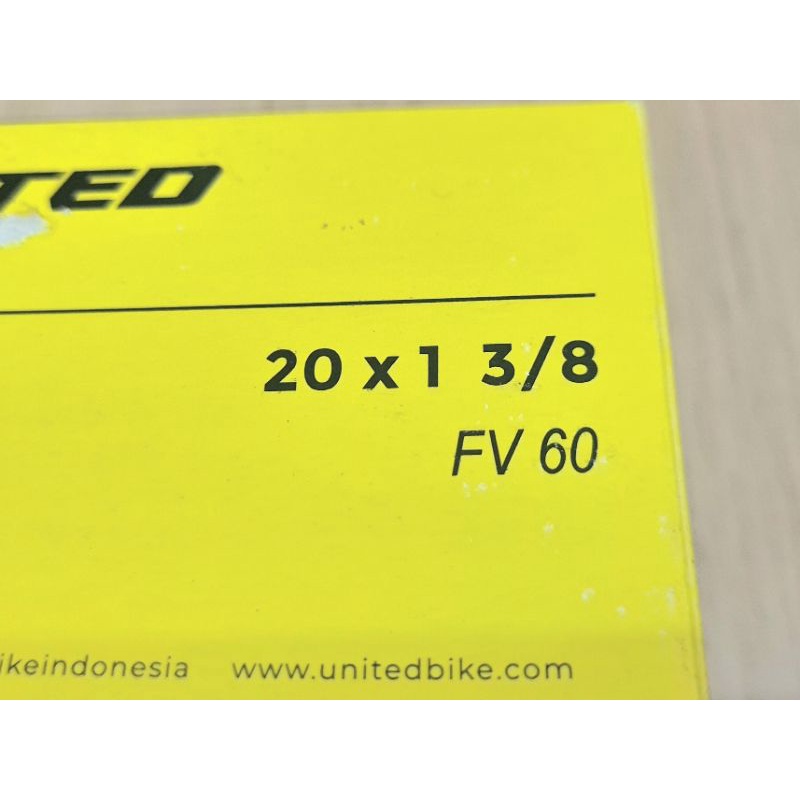 TED
20 x 1 3/8
FV 60
ikeindonesia www.unitedbike.com